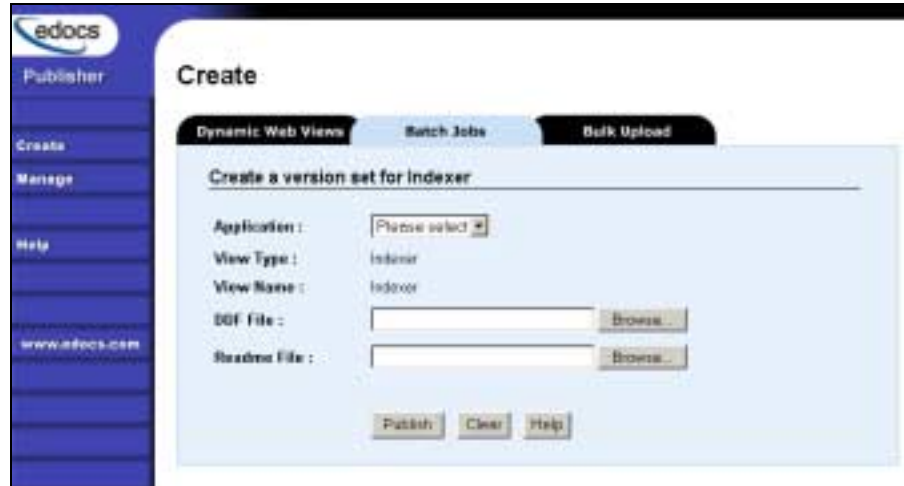 edocs
Publisher
Create
Manage
Help
www.edocs.com
Create
Dynamic Web Views
Batch Jobs
Bulk Upload
Create a version set for Indexer
Application :
Please select
View Type :
Indexer
View Name :
Indexer
DDF File :
Browse...
Readme File :
Browse...
Publish
Clear
Help